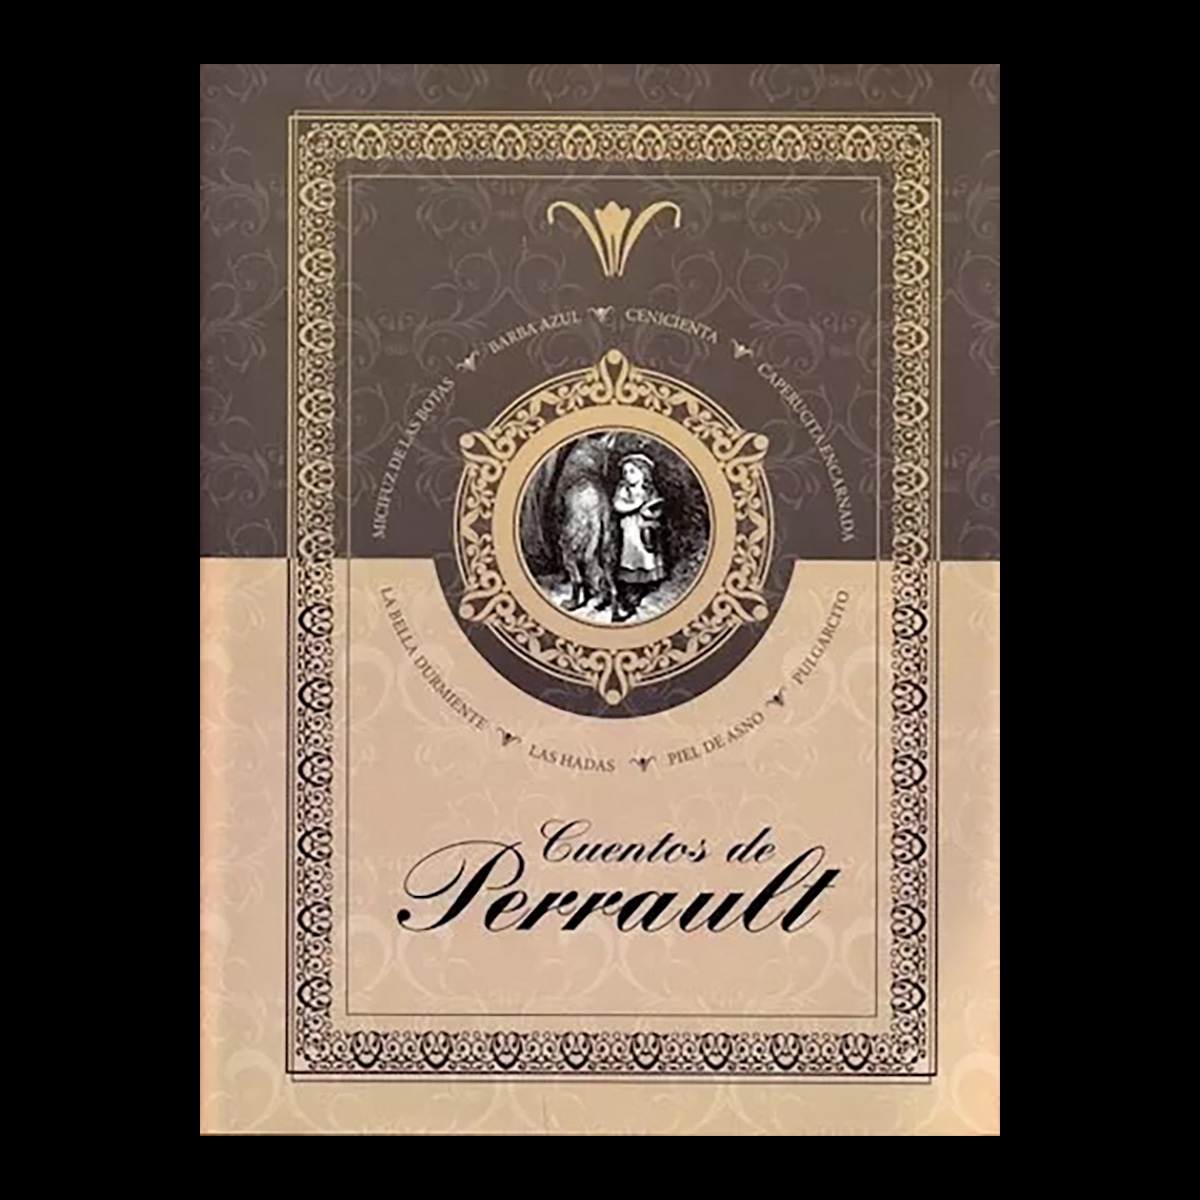 MICIFUZ DE LAS BOTAS
BARBA AZUL
CENICIENTA
CAPERUCITA ENCARNADA
LA BELLA DURMIENTE
LAS HADAS
PIEL DE ASNO
PULGARCITO
Cuentos de
Perrault